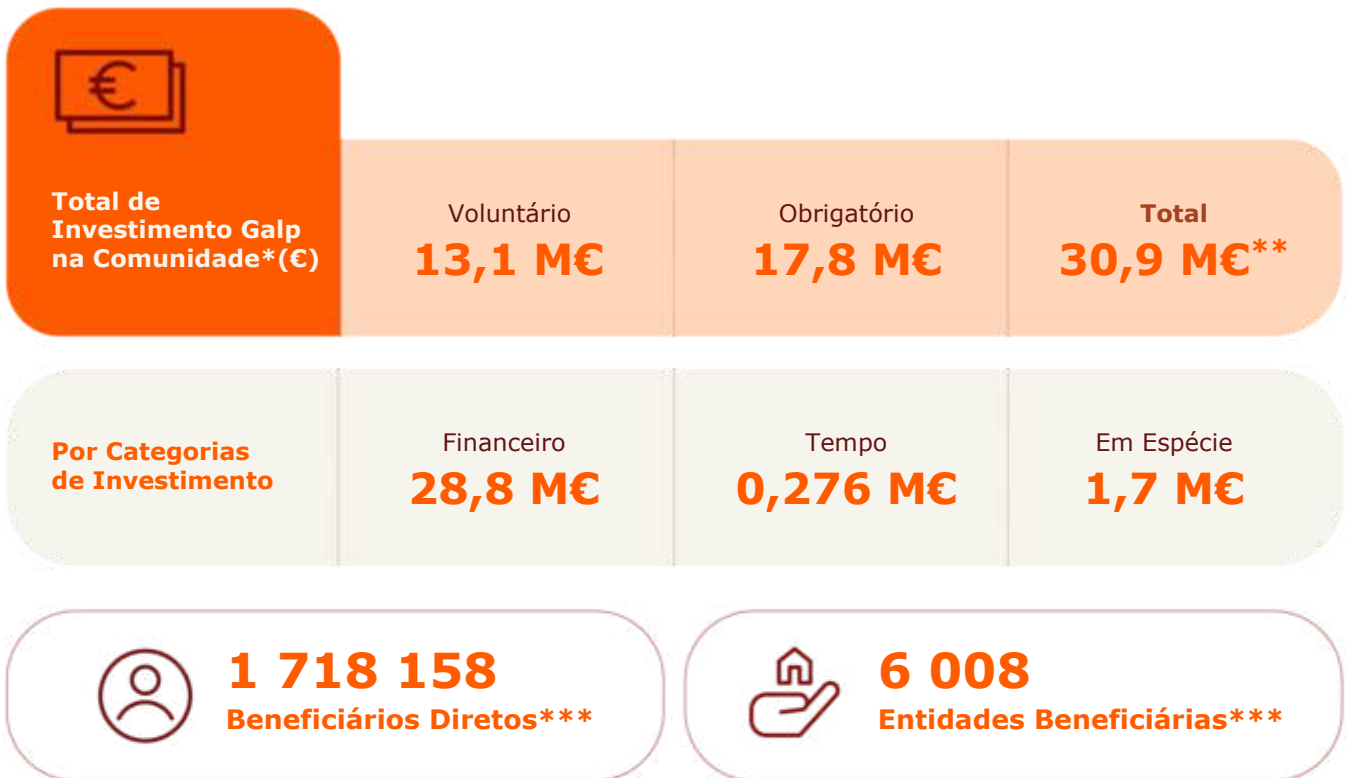 €
Total de
Investimento Galp
na Comunidade*(€)
Voluntário
13,1 M€
Obrigatório
17,8 M€
Total
30,9 M€**
Por Categorias
de Investimento
Financeiro
28,8 M€
Tempo
0,276 M€
Em Espécie
1,7 M€
1 718 158
Beneficiários Diretos***
6 008
Entidades Beneficiárias***